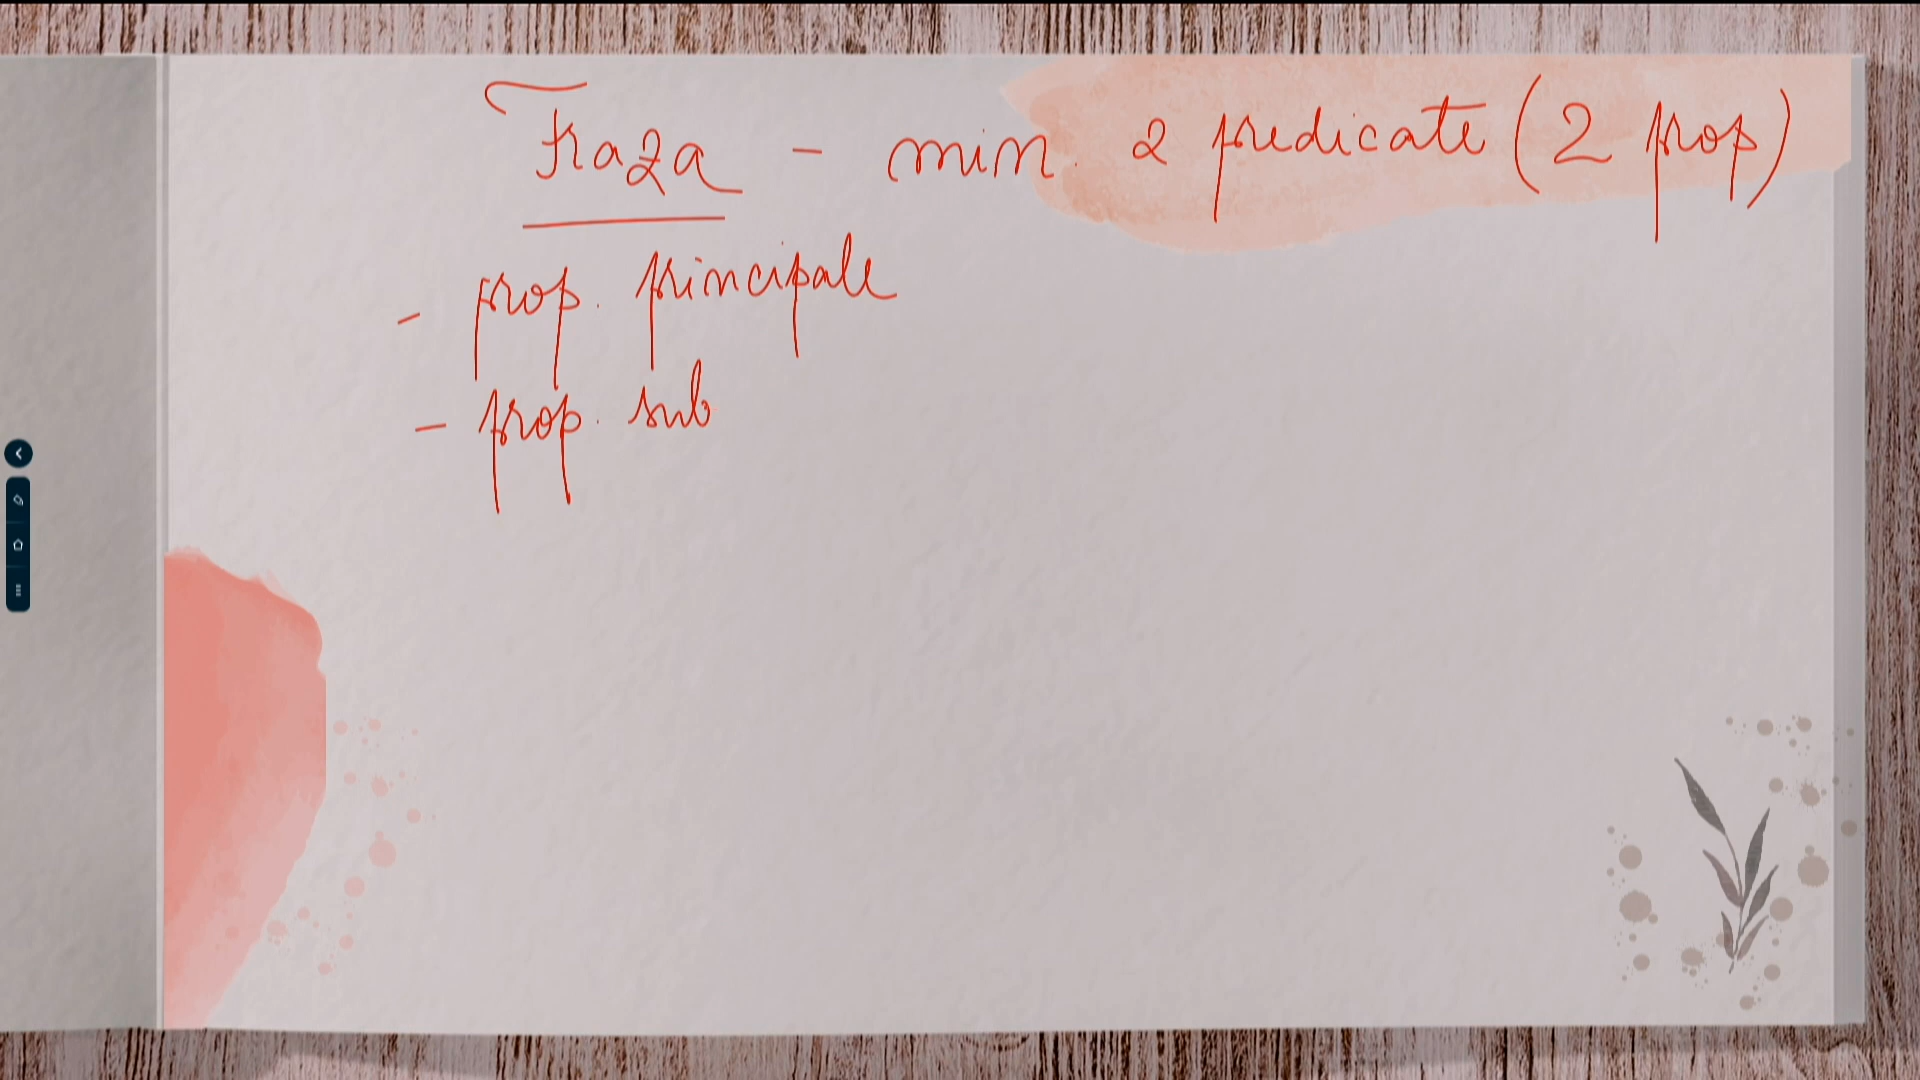 Fraza - min. 2 predicate (2 prop)
- prop. principale
- prop. sub